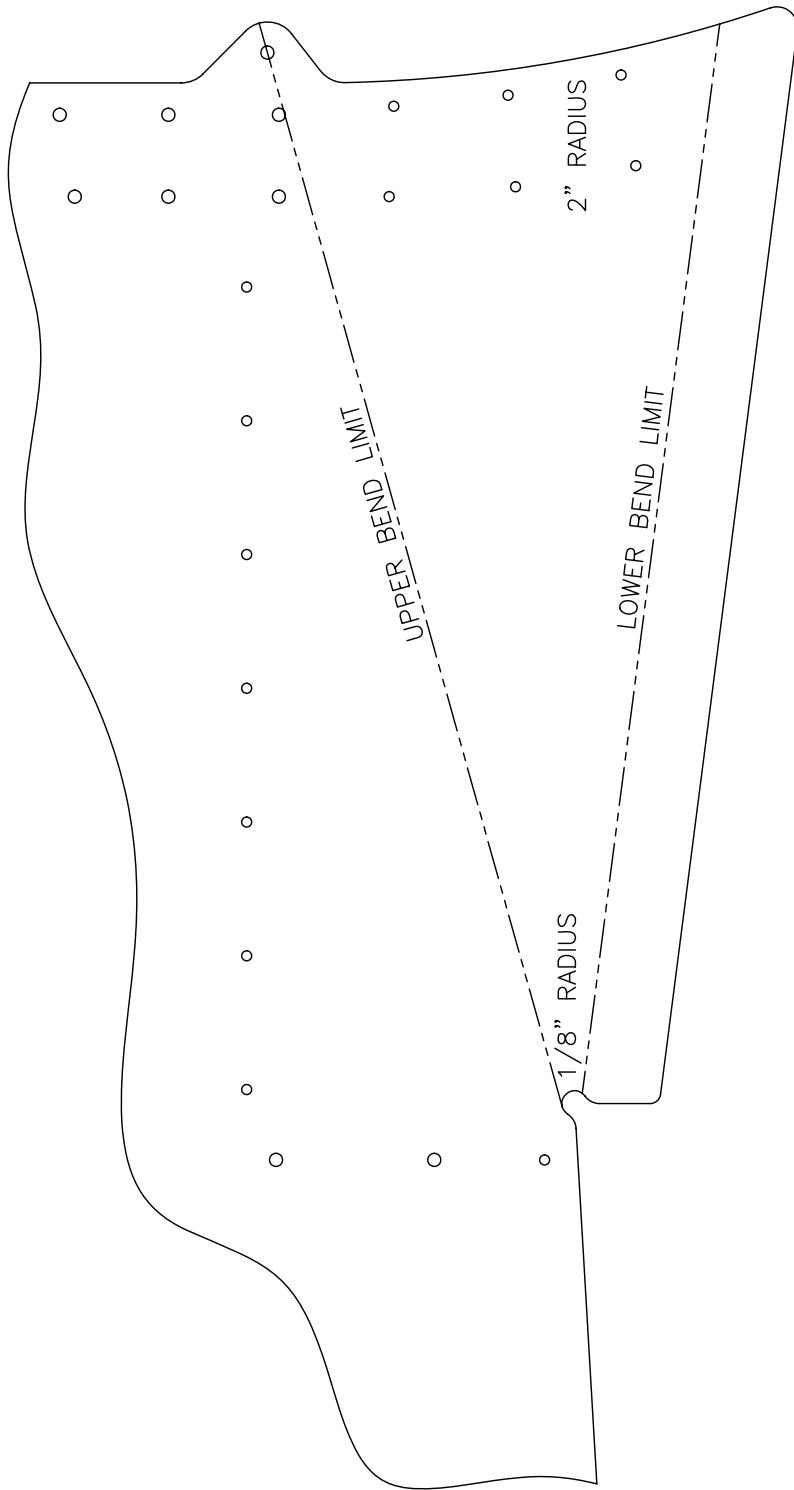 UPPER BEND LIMIT
LOWER BEND LIMIT
2” RADIUS
1/8” RADIUS